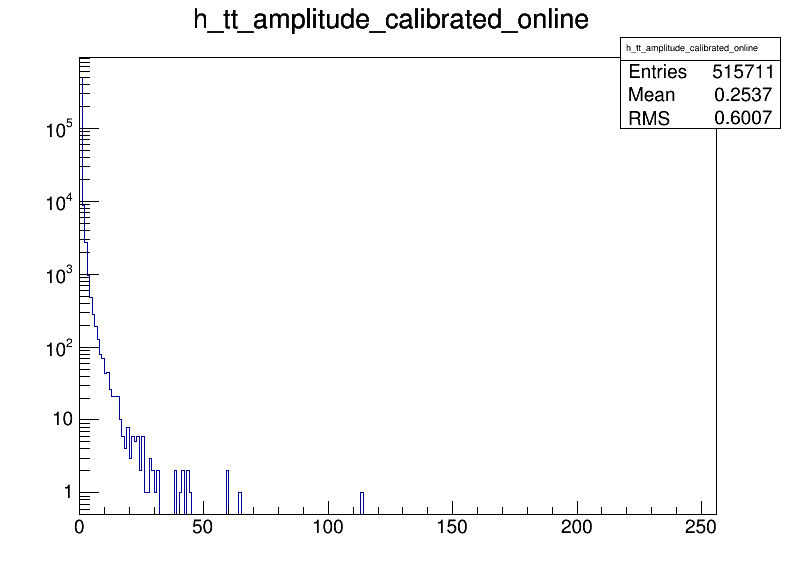 h_tt_amplitude_calibrated_online
h_tt_amplitude_calibrated_online
Entries 515711
Mean 0.2537
RMS 0.6007
10^5
10^4
10^3
10^2
10
1
0 50 100 150 200 250